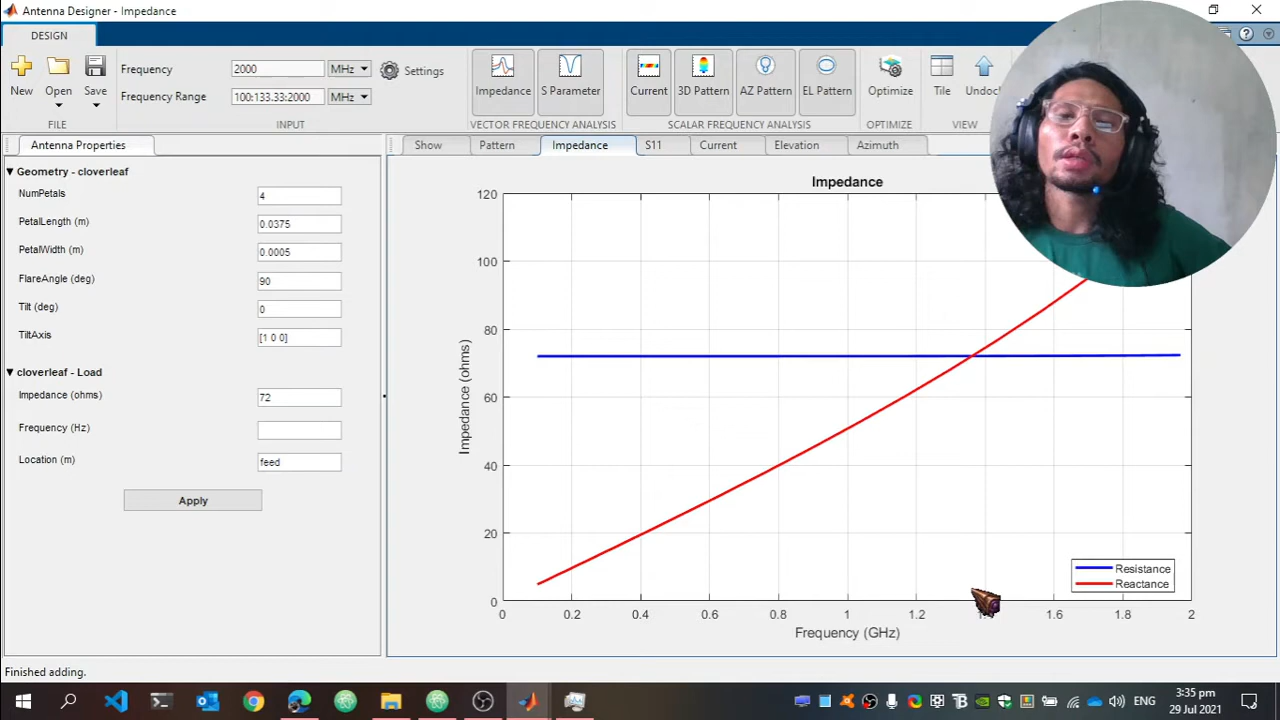 Antenna Designer - Impedance
DESIGN
New
Open
Save
FILE
Frequency 2000 MHz
Frequency Range 100:133.33:2000 MHz
Settings
INPUT
Impedance
S Parameter
VECTOR FREQUENCY ANALYSIS
Current
3D Pattern
AZ Pattern
EL Pattern
SCALAR FREQUENCY ANALYSIS
Optimize
OPTIMIZE
Tile
Undoc
VIEW
Antenna Properties
Geometry - cloverleaf
NumPetals 4
PetalLength (m) 0.0375
PetalWidth (m) 0.0005
FlareAngle (deg) 90
Tilt (deg) 0
TiltAxis [1 0 0]
cloverleaf - Load
Impedance (ohms) 72
Frequency (Hz)
Location (m) feed
Apply
Show Pattern Impedance S11 Current Elevation Azimuth
Impedance
Impedance (ohms)
120
100
80
60
40
20
0
0 0.2 0.4 0.6 0.8 1 1.2 1.6 1.8 2
Frequency (GHz)
Resistance
Reactance
Finished adding.
ENG
3:35 pm
29 Jul 2021